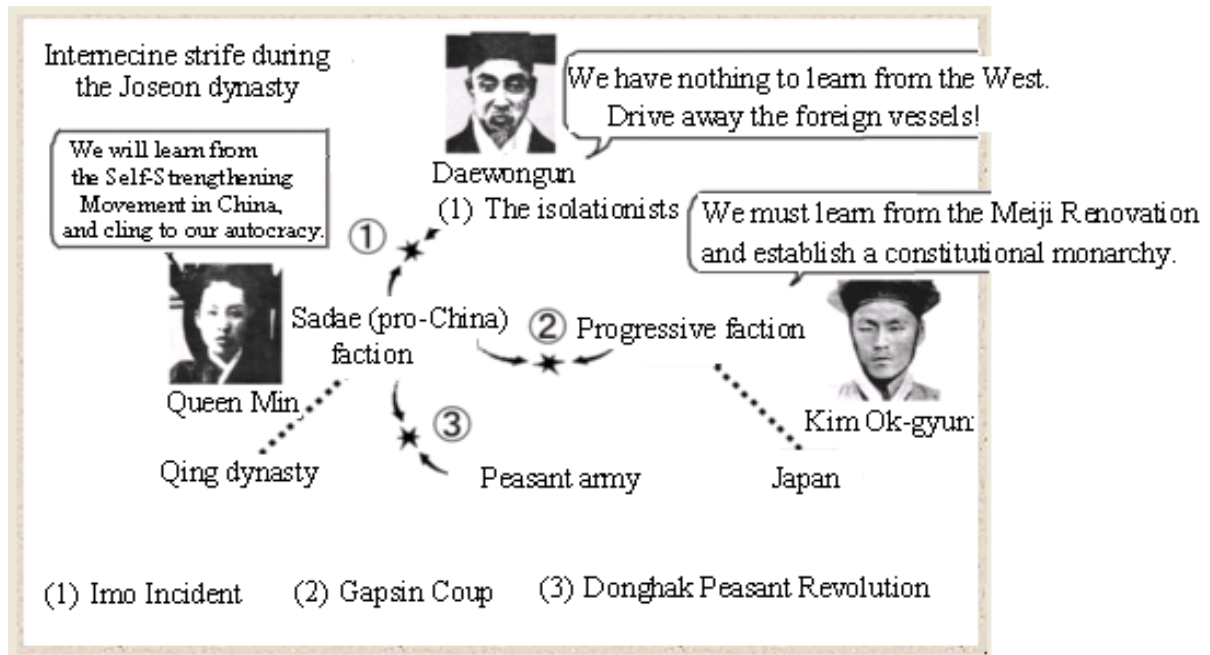 Internecine strife during
the Joseon dynasty
We have nothing to learn from the West.
Drive away the foreign vessels!
Daewongun
We will learn from
the Self-Strengthening
Movement in China,
and cling to our autocracy.
(1) The isolationists
We must learn from the Meiji Renovation
and establish a constitutional monarchy.
①
Sadae (pro-China)
faction
②
Progressive faction
Queen Min
Kim Ok-gyun
③
Qing dynasty
Peasant army
Japan
(1) Imo Incident (2) Gapsin Coup (3) Donghak Peasant Revolution